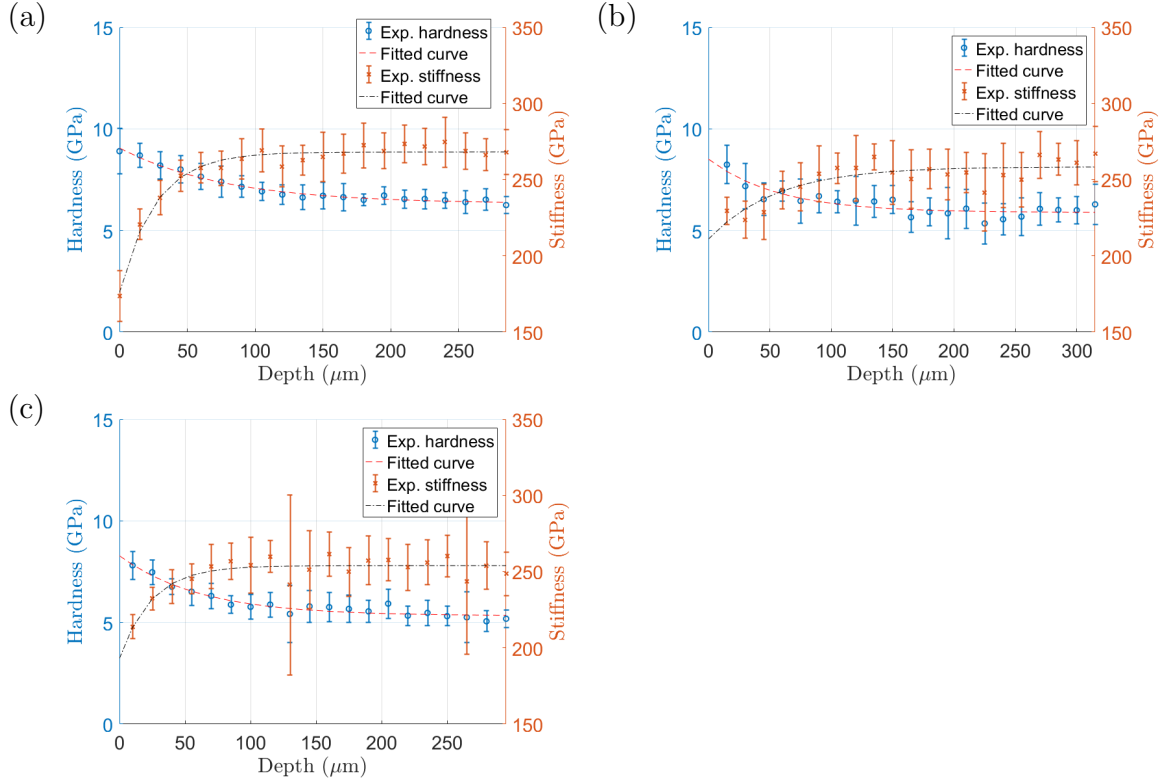 (a)
15
10
5
0
Hardness (GPa)
350
300
250
200
150
Stiffness (GPa)
0 50 100 150 200 250
Depth (μm)
Exp. hardness
Fitted curve
Exp. stiffness
Fitted curve
(b)
15
10
5
0
Hardness (GPa)
350
300
250
200
150
Stiffness (GPa)
0 50 100 150 200 250 300
Depth (μm)
Exp. hardness
Fitted curve
Exp. stiffness
Fitted curve
(c)
15
10
5
0
Hardness (GPa)
350
300
250
200
150
Stiffness (GPa)
0 50 100 150 200 250
Depth (μm)
Exp. hardness
Fitted curve
Exp. stiffness
Fitted curve